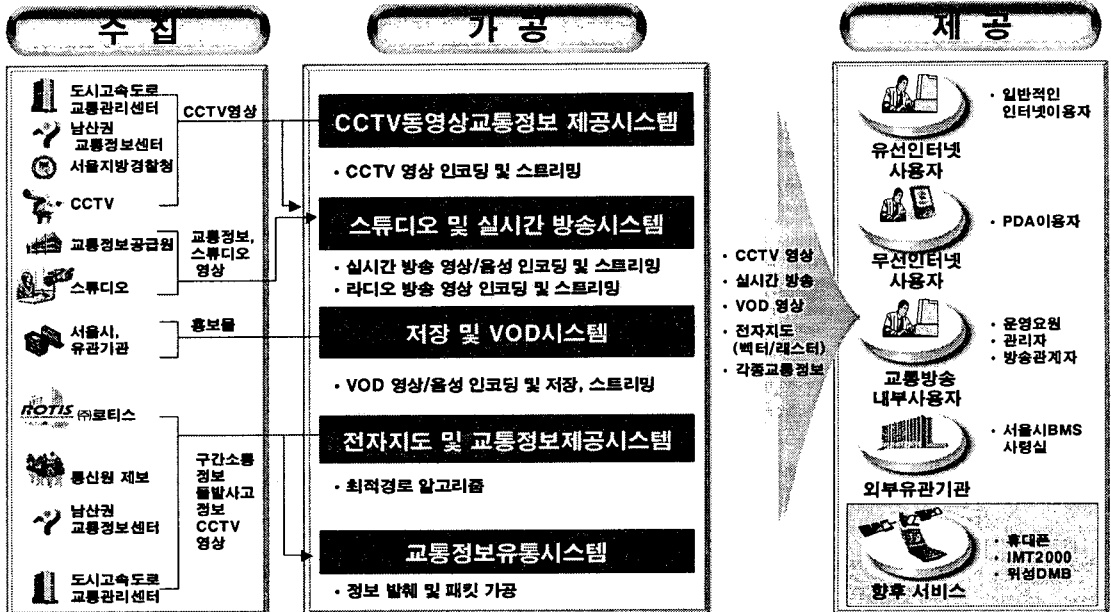 수 집
가 공
제 공
도시고속도로
교통관리센터
남산권
교통정보센터
서울지방경찰청
CCTV
CCTV영상
교통정보공급원
스튜디오
교통정보,
스튜디오
영상
서울시,
유관기관
홍보물
ROTIS ㈜로티스
통신원 제보
남산권
교통정보센터
도시고속도로
교통관리센터
구간소통
정보
돌발사고
정보
CCTV
영상
CCTV동영상교통정보 제공시스템
· CCTV 영상 인코딩 및 스트리밍
스튜디오 및 실시간 방송시스템
· 실시간 방송 영상/음성 인코딩 및 스트리밍
· 라디오 방송 영상 인코딩 및 스트리밍
저장 및 VOD시스템
· VOD 영상/음성 인코딩 및 저장, 스트리밍
전자지도 및 교통정보제공시스템
· 최적경로 알고리즘
교통정보유통시스템
· 정보 발췌 및 패킷 가공
· CCTV 영상
· 실시간 방송
· VOD 영상
· 전자지도
(벡터/래스터)
· 각종교통정보
유선인터넷
사용자
· 일반적인
인터넷이용자
무선인터넷
사용자
· PDA이용자
교통방송
내부사용자
· 운영요원
· 관리자
· 방송관계자
외부유관기관
· 서울시BMS
사령실
향후 서비스
· 휴대폰
· IMT2000
· 위성DMB